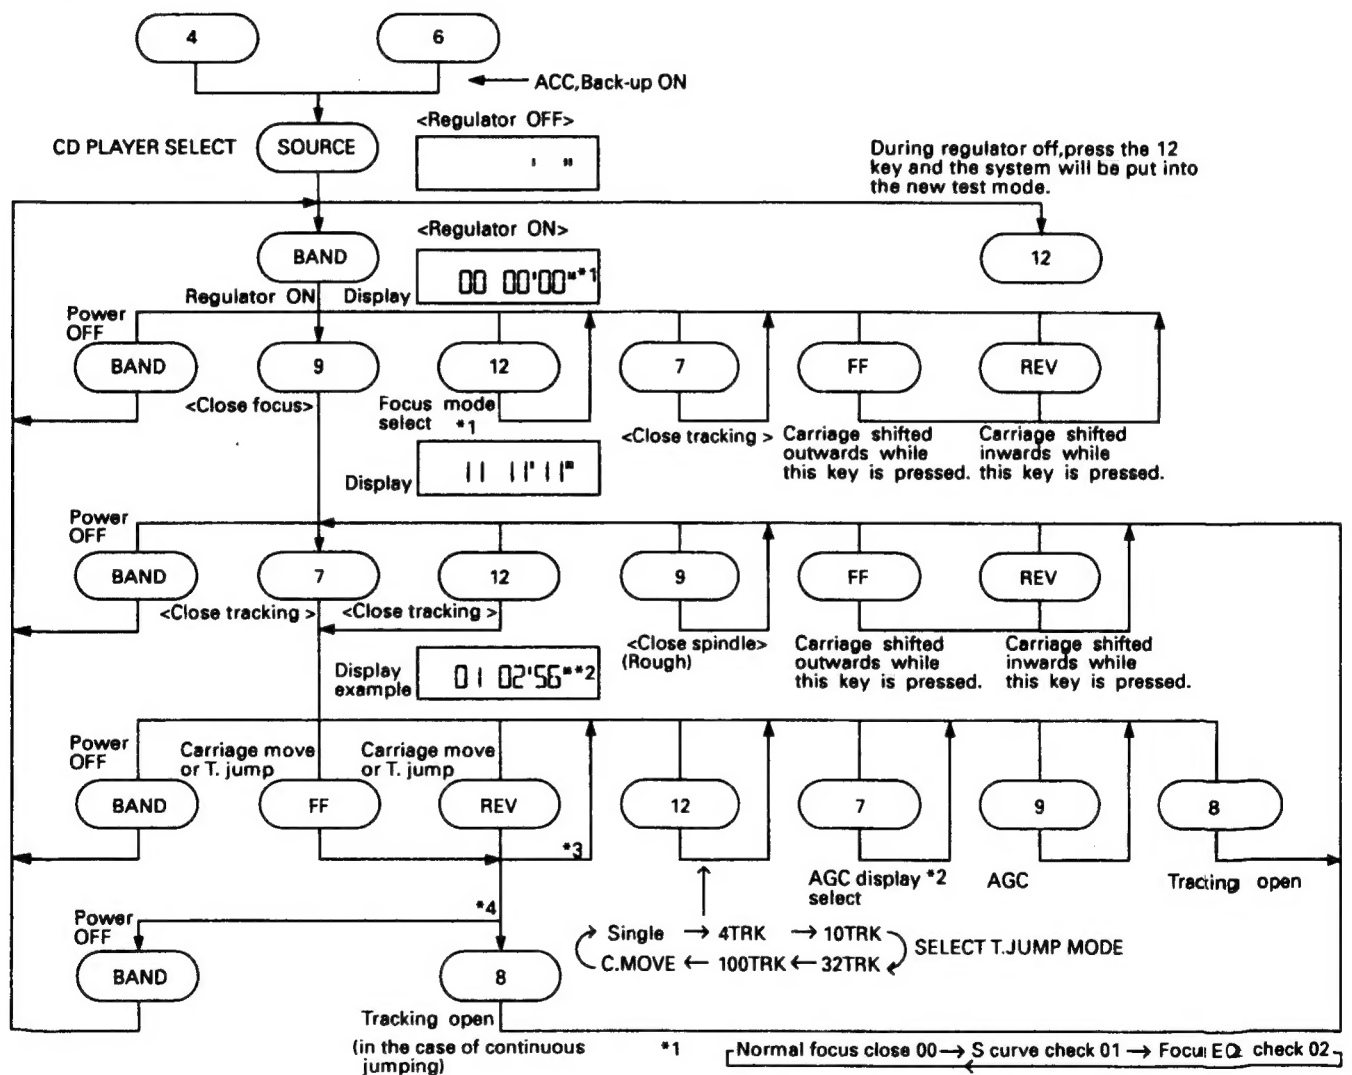 4 6
ACC,Back-up ON
<Regulator OFF>
CD PLAYER SELECT SOURCE
' "
During regulator off,press the 12
key and the system will be put into
the new test mode.
<Regulator ON>
BAND 12
00 00'00"*1
Regulator ON Display
Power
OFF
BAND 9 12 7 FF REV
<Close focus>
Focus mode
select *1
<Close tracking >
Carriage shifted
outwards while
this key is pressed.
Carriage shifted
inwards while
this key is pressed.
Display 11 11'11"
Power
OFF
BAND 7 12 9 FF REV
<Close tracking > <Close tracking >
<Close spindle>
(Rough)
Carriage shifted
outwards while
this key is pressed.
Carriage shifted
inwards while
this key is pressed.
Display
example
01 02'56"*2
Power
OFF
Carriage move
or T. jump
Carriage move
or T. jump
BAND FF REV 12 7 9 8
*3
AGC display *2
select
AGC
Tracting open
*4
Power
OFF
Single → 4TRK → 10TRK
C.MOVE ← 100TRK ← 32TRK
SELECT T.JUMP MODE
BAND 8
Tracking open
(in the case of continuous
jumping)
*1 Normal focus close 00 → S curve check 01 → Focus EQ check 02